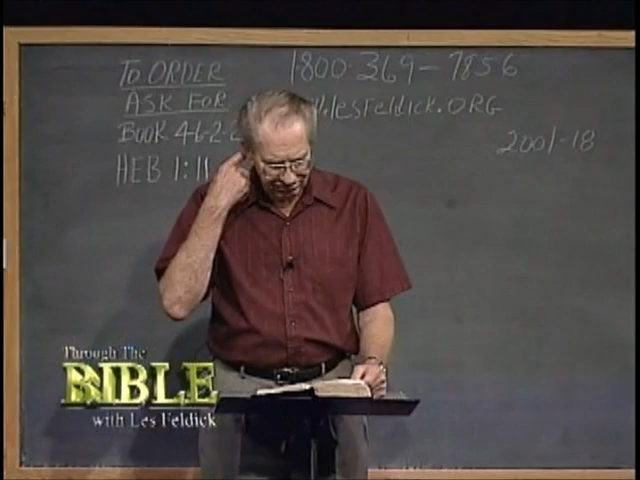 TO ORDER
1800-369-7856
ASK FOR
.lesfeldick.ORG
BOOK 4-6-2-2
2001-18
HEB 1:11
Through The
BIBLE
with Les Feldick